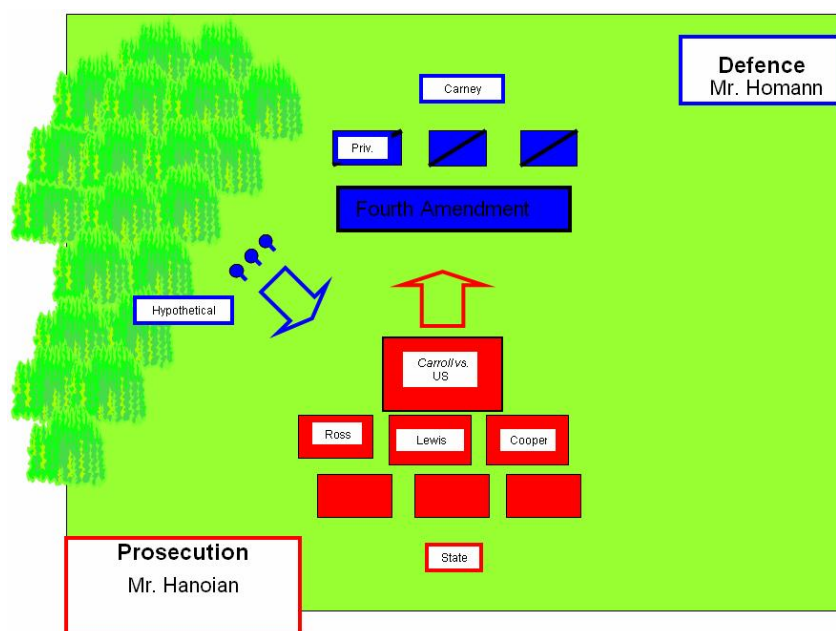 Defence
Mr. Homann
Carney
Priv.
Fourth Amendment
Hypothetical
Carroll vs.
US
Ross
Lewis
Cooper
State
Prosecution
Mr. Hanoian